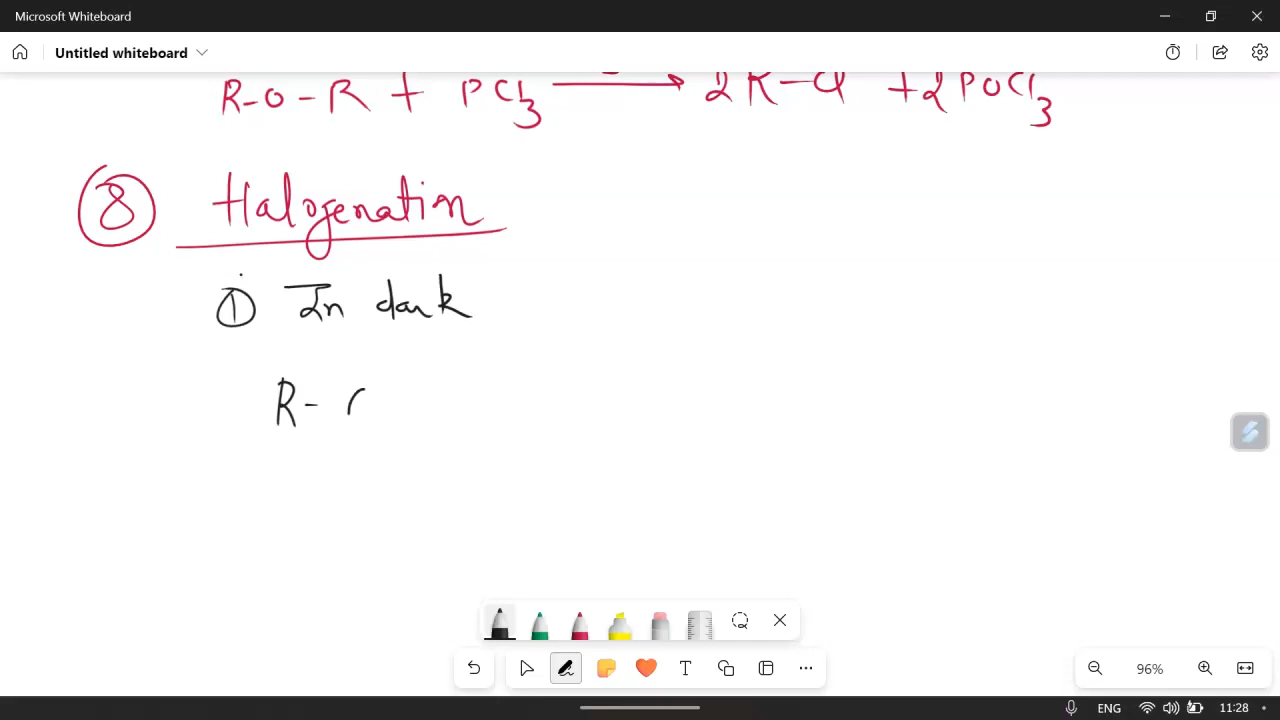 Microsoft Whiteboard
Untitled whiteboard
R-O-R + PCl3 → 2R-Cl + 2POCl3
8 Halogenation
1 In dark
R-
96%
ENG 11:28